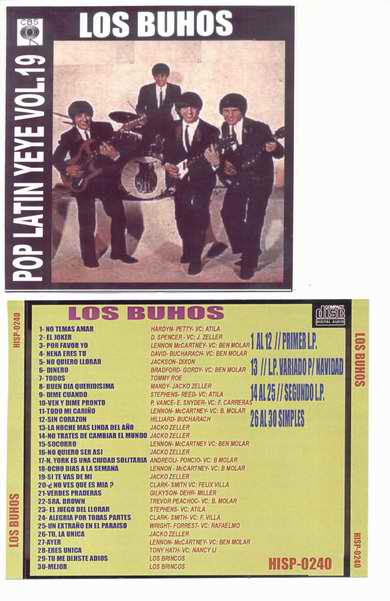 CBS
LOS BUHOS
POP LATIN YEYE VOL.19
LOS BUHOS
HISP-0240
COMPACT
disc
DIGITAL AUDIO
1- NO TEMAS AMAR HARDYN- PETTY- VC: ATILA
2- EL JOKER D. SPENCER - VC: J. ZELLER
3- POR FAVOR YO LENNON McCARTNEY- VC: BEN MOLAR
4- NENA ERES TU DAVID- BUCHARACH- VC: BEN MOLAR
5- NO QUIERO LLORAR JACKSON- DIXON
6- DINERO BRADFORD- GORDY- VC: BEN MOLAR
7- TODOS TOMMY ROE
8- BUEN DIA QUERIDISIMA MANDY- JACKO ZELLER
9- DIME CUANDO STEPHENS- REED- VC: ATILA
10- VEN Y DIME PRONTO P. VANCE- E. SNYDER- VC: E. CARRERAS
11- TODO MI CARIÑO LENNON- McCARTNEY- VC: B. MOLAR
12- SIN CORAZON HILLIARD- BUCHARACH
13- LA NOCHE MAS LINDA DEL AÑO JACKO ZELLER
14- NO TRATES DE CAMBIAR EL MUNDO JACKO ZELLER
15- SOCORRO LENNON- McCARTNEY- VC: BEN MOLAR
16- NO QUIERO SER ASI JACKO ZELLER
17- N. YORK ES UNA CIUDAD SOLITARIA ANDREOLI- PONCIO- VC: B MOLAR
18- OCHO DIAS A LA SEMANA LENNON- McCARTNEY- VC: B MOLAR
19- SI TE VAS DE MI JACKO ZELLER
20- ¿ NO VES QUE ES MIA ? CLARK- SMITH VC: FELIX VILLA
21- VERDES PRADERAS GILKYSON- DEHR- MILLER
22- SRA. BROWN TREVOR PEACHOC- VC: B. MOLAR
23- EL JUEGO DEL LLORAR STEPHENS- VC: ATILA
24- ALEGRIA POR TODAS PARTES CLARK- SMITH- VC: F. VILLA
25- UN EXTRAÑO EN EL PARAISO WRIGHT- FORREST- VC: RAFAELMO
26- TU, LA UNICA JACKO ZELLER
27- AYER LENNON- McCARTNEY- VC: BEN MOLAR
28- ERES UNICA TONY HATH- VC: NANCY LI
29- TU ME DIJISTE ADIOS LOS BRINCOS
30- MEJOR LOS BRINCOS
1 AL 12 // PRIMER L.P.
13 // L.P. VARIADO P/ NAVIDAD
14 AL 25 // SEGUNDO L.P.
26 AL 30 SIMPLES
HISP-0240
LOS BUHOS
LOS BUHOS
HISP-0240